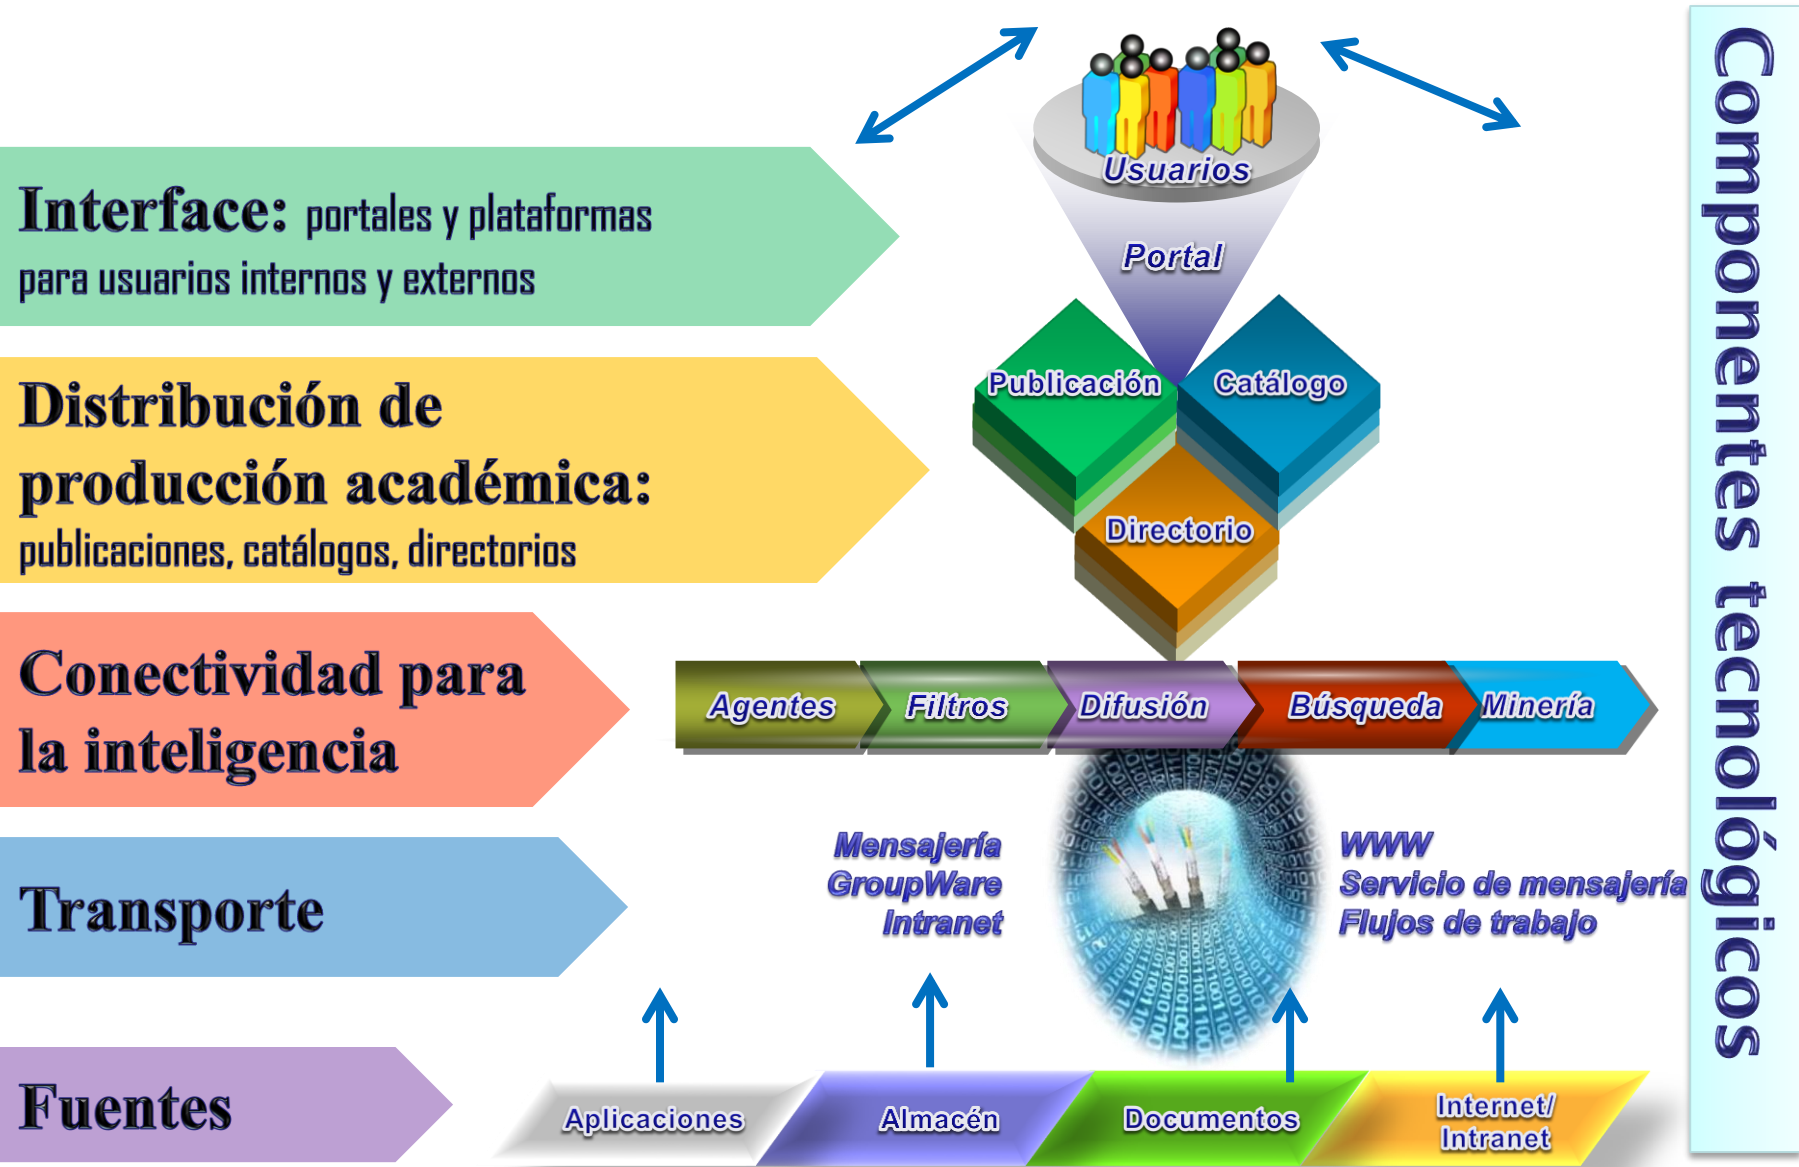 Interface: portales y plataformas
para usuarios internos y externos
Distribución de
producción académica:
publicaciones, catálogos, directorios
Conectividad para
la inteligencia
Transporte
Fuentes
Usuarios
Portal
Publicación
Catálogo
Directorio
Agentes
Filtros
Difusión
Búsqueda
Minería
Mensajería
GroupWare
Intranet
WWW
Servicio de mensajería
Flujos de trabajo
Aplicaciones
Almacén
Documentos
Internet/
Intranet
Componentes tecnológicos